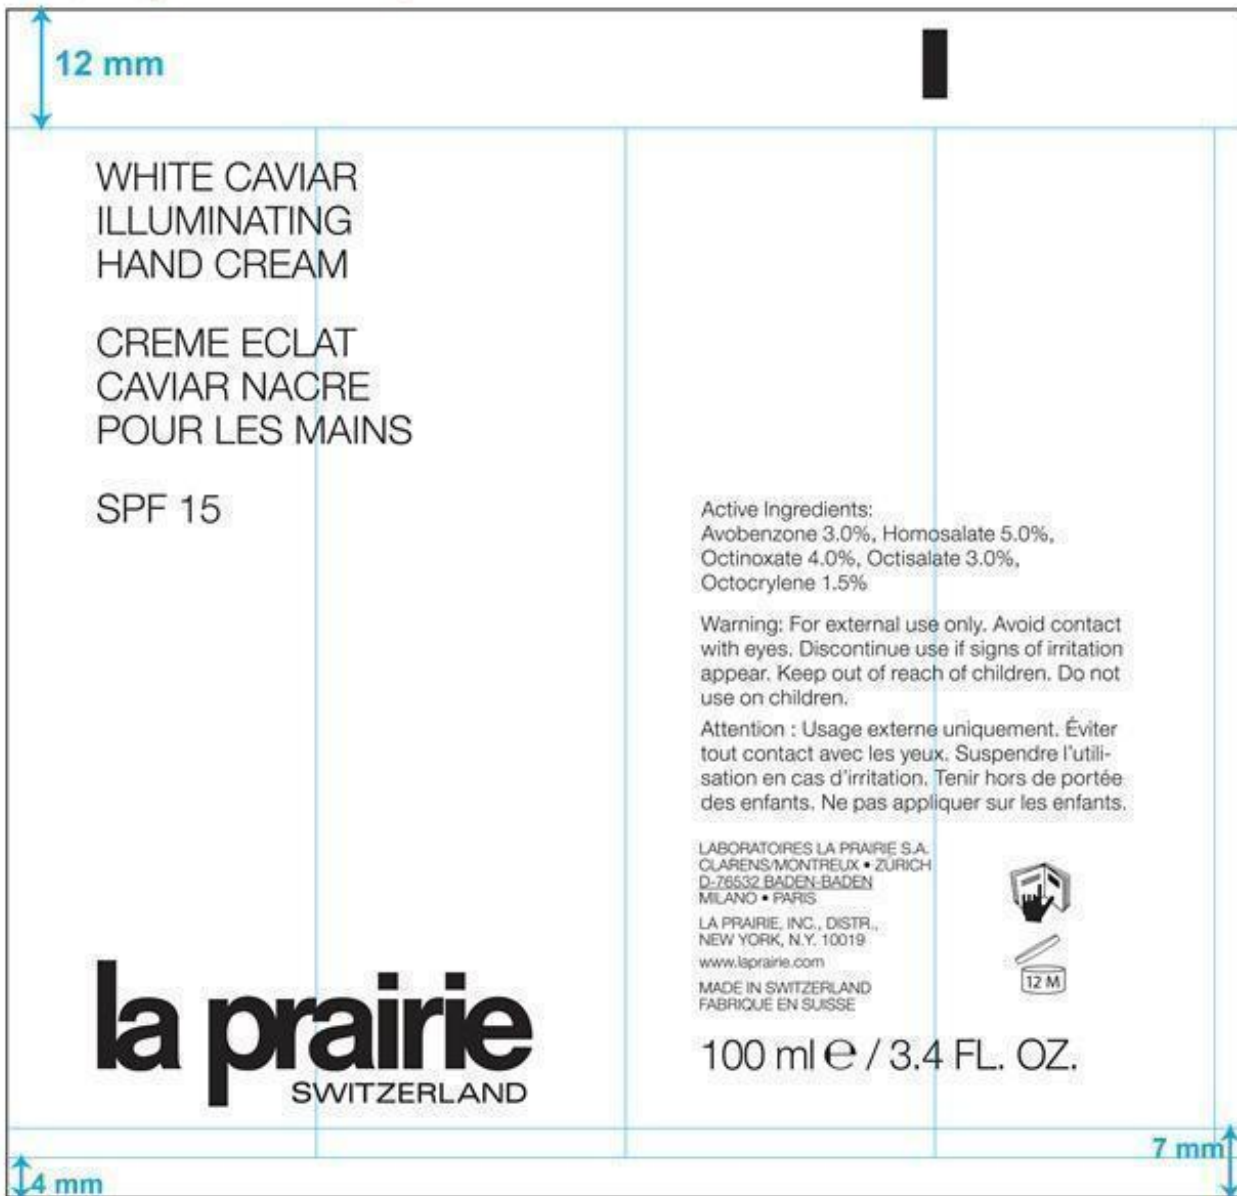 12 mm
WHITE CAVIAR
ILLUMINATING
HAND CREAM
CREME ECLAT
CAVIAR NACRE
POUR LES MAINS
SPF 15
la prairie
SWITZERLAND
Active Ingredients:
Avobenzone 3.0%, Homosalate 5.0%,
Octinoxate 4.0%, Octisalate 3.0%,
Octocrylene 1.5%
Warning: For external use only. Avoid contact
with eyes. Discontinue use if signs of irritation
appear. Keep out of reach of children. Do not
use on children.
Attention : Usage externe uniquement. Éviter
tout contact avec les yeux. Suspendre l'utili-
sation en cas d'irritation. Tenir hors de portée
des enfants. Ne pas appliquer sur les enfants.
LABORATOIRES LA PRAIRIE S.A.
CLARENS/MONTREUX • ZÜRICH
D-76532 BADEN-BADEN
MILANO • PARIS
LA PRAIRIE, INC., DISTR.,
NEW YORK, N.Y. 10019
www.laprairie.com
MADE IN SWITZERLAND
FABRIQUÉ EN SUISSE
12 M
100 ml ℮ / 3.4 FL. OZ.
7 mm
4 mm